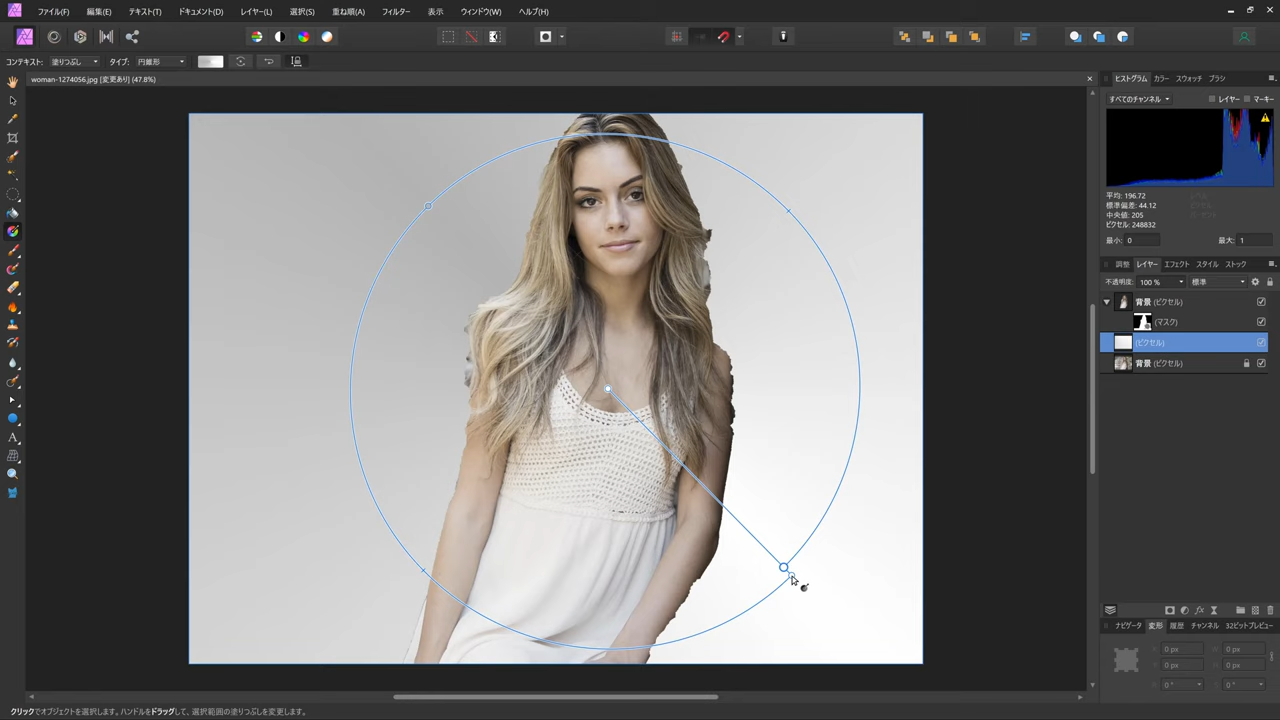 ファイル(F) 編集(E) テキスト(T) ドキュメント(D) レイヤー(L) 選択(S) 重ね順(A) フィルター 表示 ウィンドウ(W) ヘルプ(H)
コンテキスト: 塗りつぶし タイプ: 円錐形
woman-1274056.jpg [変更あり] (47.8%)
ヒストグラム カラー スウォッチ ブラシ
すべてのチャンネル レイヤー マーキー
平均: 196.72
標準偏差: 44.12
中央値: 205
ピクセル: 248832
最小: 0 最大: 1
調整 レイヤー エフェクト スタイル ストック
不透明度: 100 % 標準
背景 (ピクセル)
(マスク)
(ピクセル)
背景 (ピクセル)
ナビゲータ 変形 履歴 チャンネル 32ビットプレビュー
X: 0 px W: 0 px
Y: 0 px H: 0 px
R: 0 ° S: 0 °
クリックでオブジェクトを選択します。ハンドルをドラッグして、選択範囲の塗りつぶしを変更します。